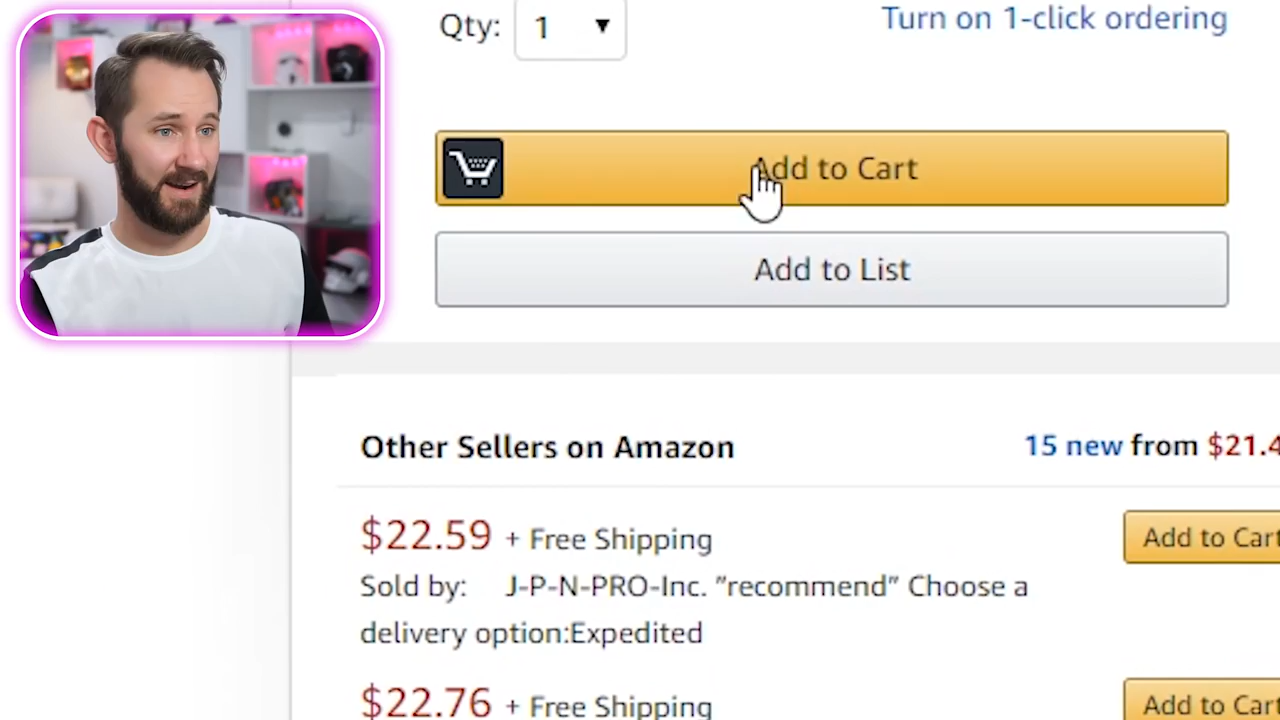 Qty: 1
Turn on 1-click ordering
Add to Cart
Add to List
Other Sellers on Amazon
15 new from $21.4
$22.59 + Free Shipping
Add to Cart
Sold by: J-P-N-PRO-Inc. "recommend" Choose a
delivery option:Expedited
$22.76 + Free Shipping
Add to Cart